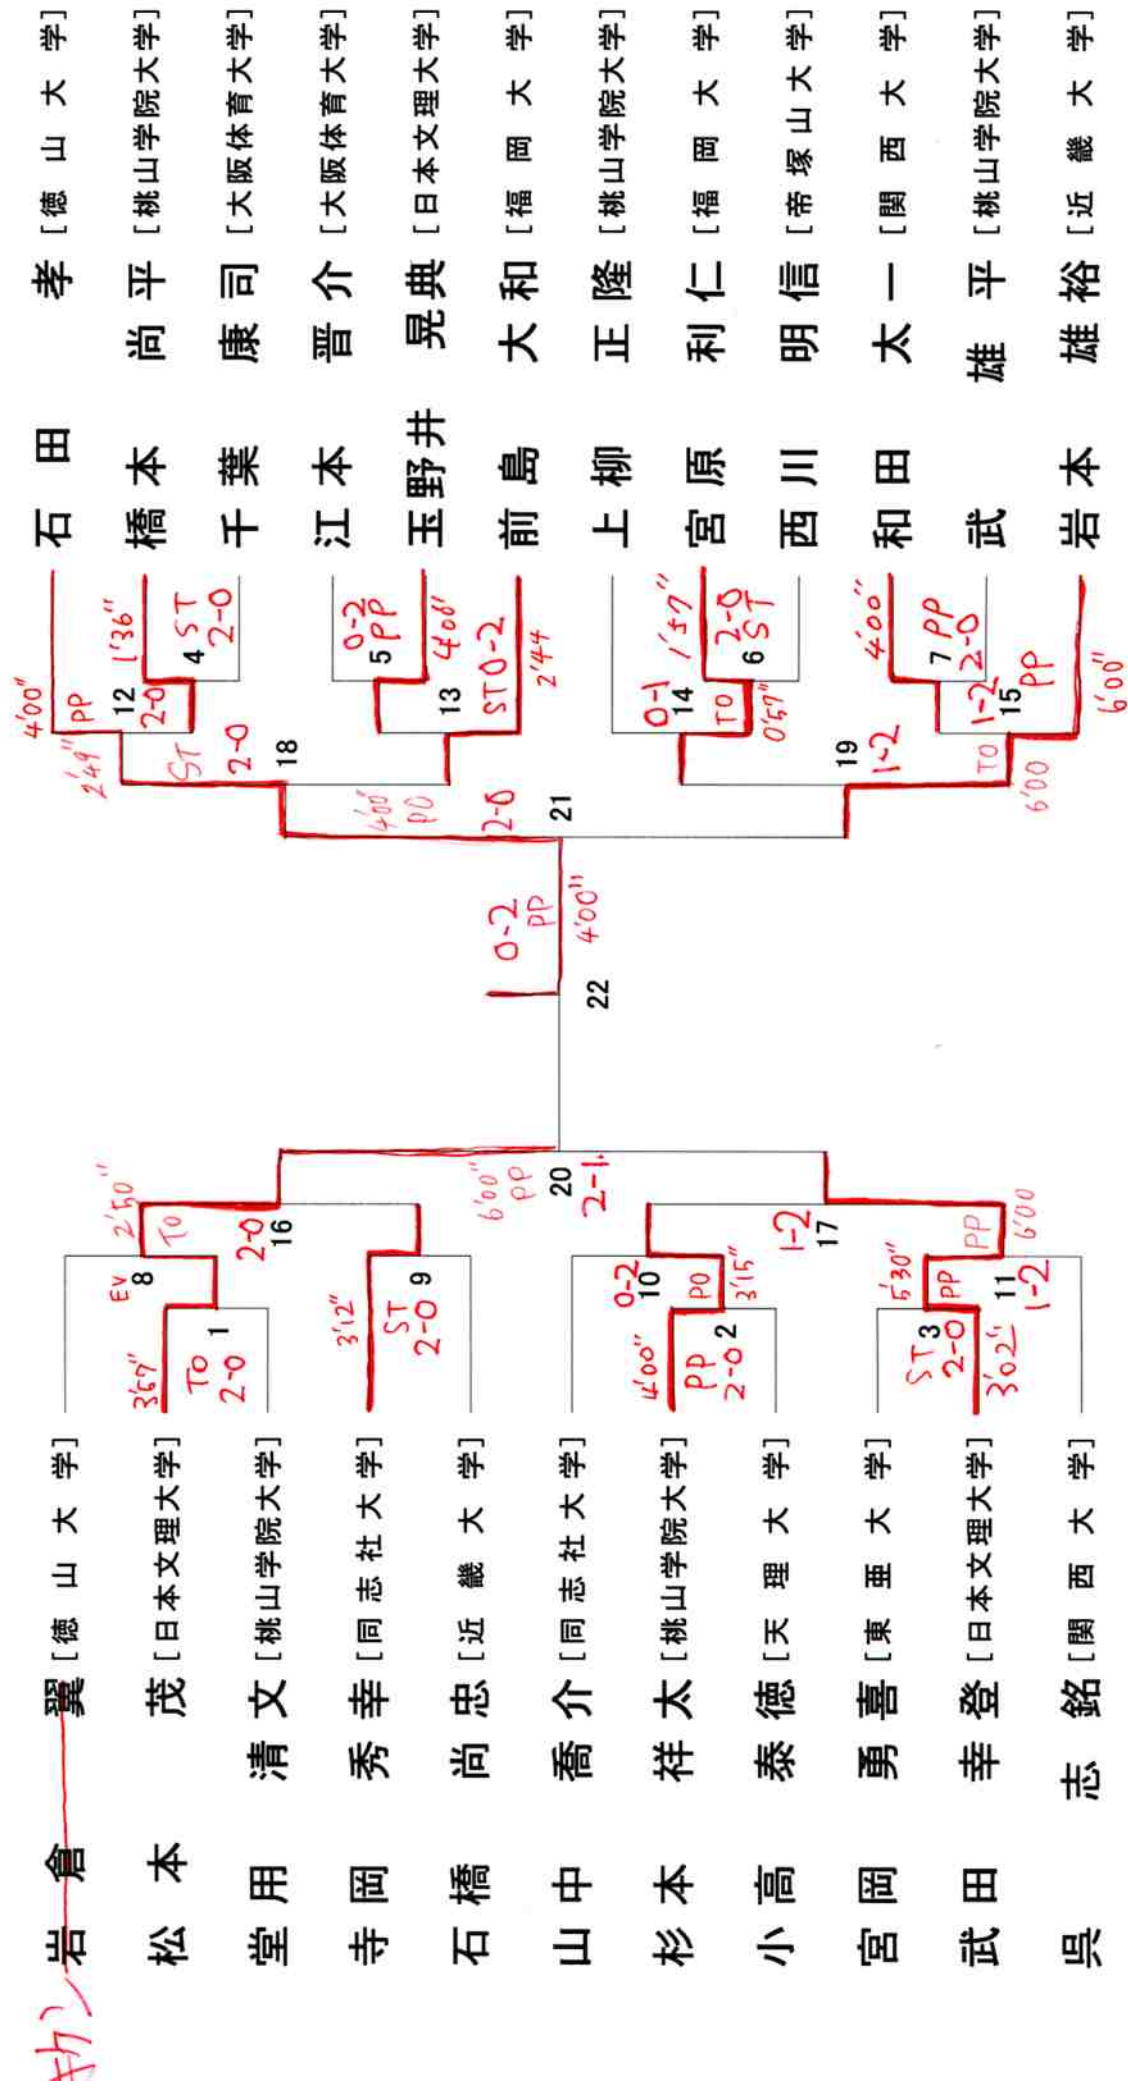 キケン
岩倉 翼 [徳山大学]
松本 茂 [日本文理大学]
堂用 清文 [桃山学院大学]
寺岡 秀幸 [同志社大学]
石橋 尚忠 [近畿大学]
山中 喬介 [同志社大学]
杉本 祥太 [桃山学院大学]
小高 泰徳 [天理大学]
宮岡 勇喜 [東亜大学]
武田 幸登 [日本文理大学]
呉 志銘 [関西大学]
3'57"
TO
2-0
1
Ev
8
2'50"
TO
2-0
16
3'12"
ST
2-0
9
6'00"
PP
20
2-1
4'00"
PP
2-0
2
0-2
10
PO
3'15"
1-2
17
ST
2-0
3
3'02"
5'30"
PP
11
1-2
PP
6'00
22
0-2
PP
4'00"
21
2-0
4'00"
PO
4'00"
PP
12
2-0
1'36"
4
ST
2-0
2'49"
ST
2-0
18
0-2
PP
5
4'06"
13
ST0-2
2'44
0-1
14
TO
0'57"
1'57"
2-0
ST
6
19
1-2
TO
6'00
4'00"
7
PP
2-0
1-2
15
PP
6'00"
石田 孝 [徳山大学]
橋本 尚平 [桃山学院大学]
千葉 康司 [大阪体育大学]
江本 晋介 [大阪体育大学]
玉野井 晃典 [日本文理大学]
前島 大和 [福岡大学]
上柳 正隆 [桃山学院大学]
宮原 利仁 [福岡大学]
西川 明信 [帝塚山大学]
和田 太一 [関西大学]
武 雄平 [桃山学院大学]
岩本 雄裕 [近畿大学]